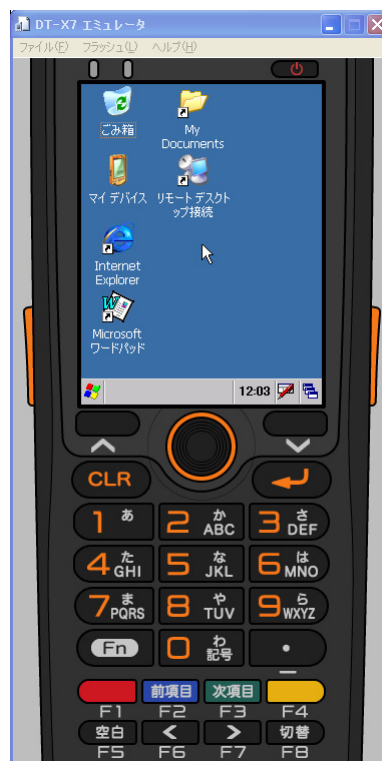 DT-X7 エミュレータ
ファイル(F) フラッシュ(L) ヘルプ(H)
ごみ箱
My
Documents
マイ デバイス
リモート デスクト
ップ接続
Internet
Explorer
Microsoft
ワードパッド
12:03
CLR
1 あ
2 か ABC
3 さ DEF
4 た GHI
5 な JKL
6 は MNO
7 ま PQRS
8 や TUV
9 ら WXYZ
Fn
0 わ 記号
.
前項目 次項目
F1 F2 F3 F4
空白 < > 切替
F5 F6 F7 F8